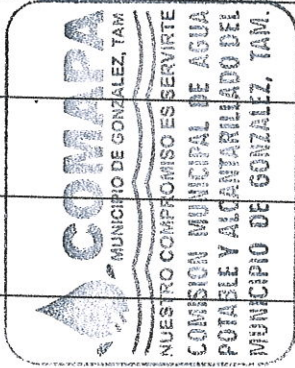 COMAPA
MUNICIPIO DE GONZALEZ, TAM
NUESTRO COMPROMISO ES SERVIRTE
COMISION MUNICIPAL DE AGUA
POTABLE Y ALCANTARILLADO DEL
MUNICIPIO DE GONZALEZ, TAM.